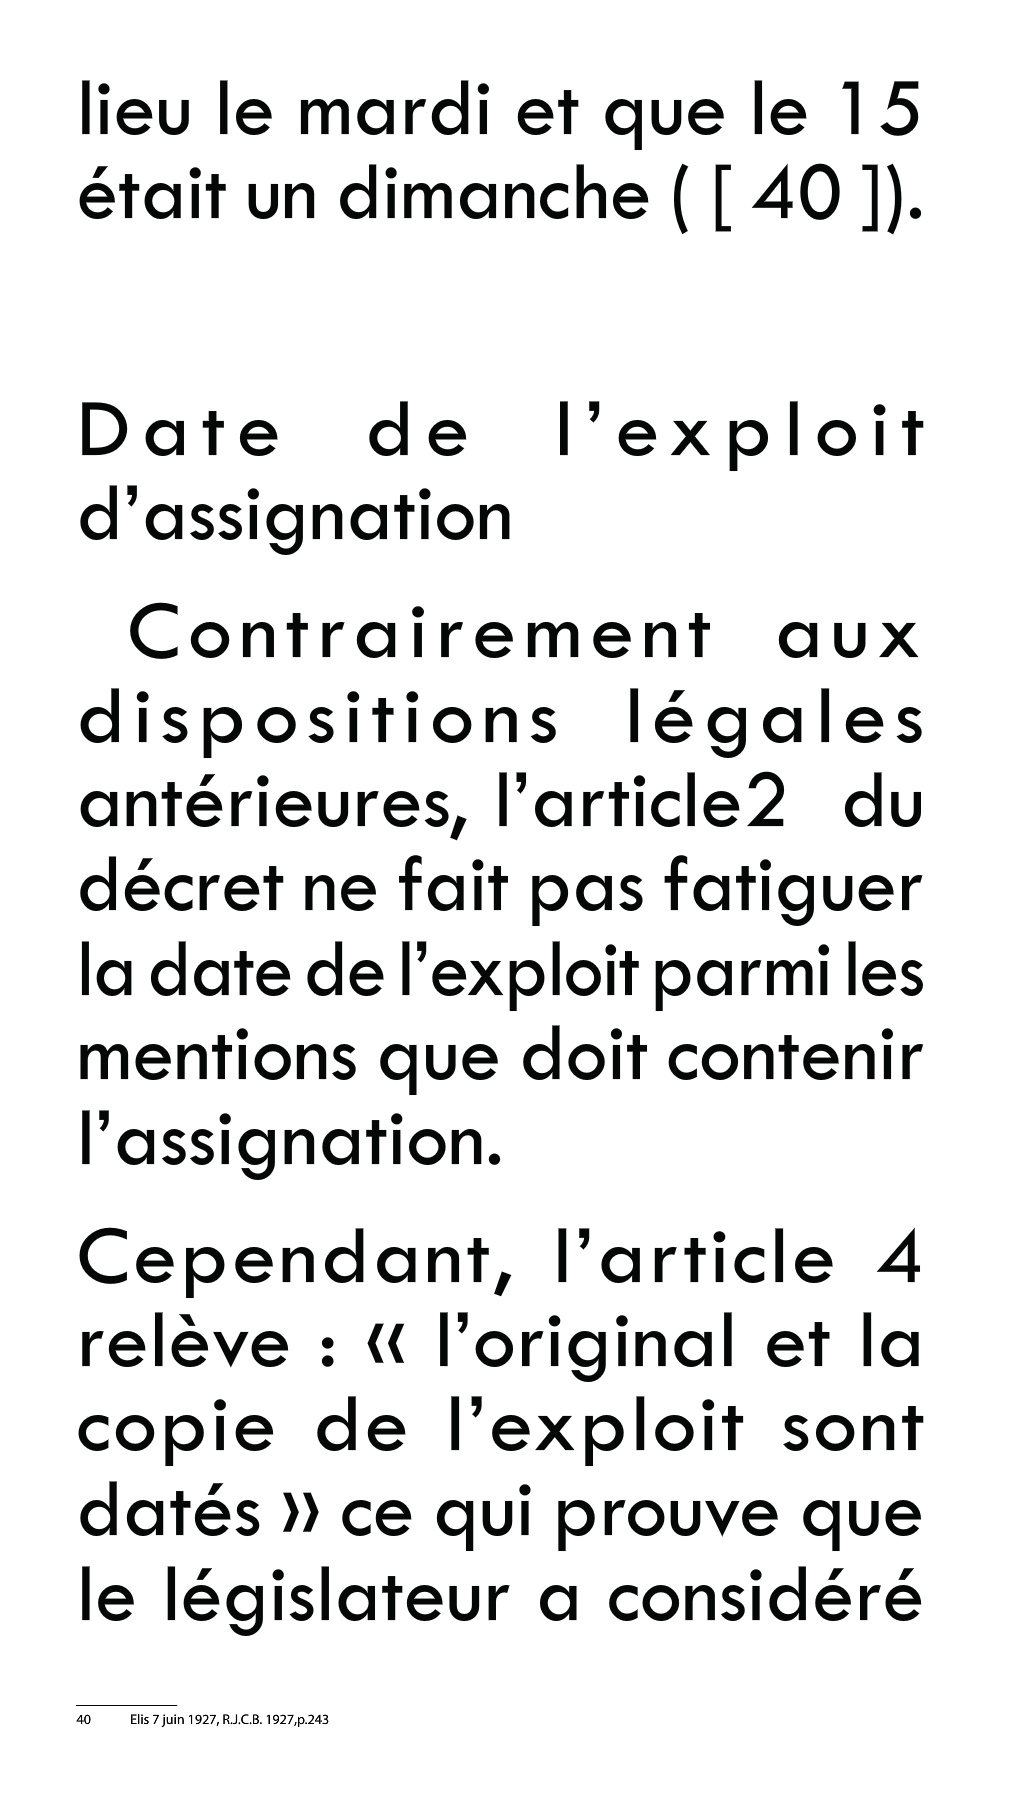 lieu le mardi et que le 15
était un dimanche ( [ 40 ]).
Date de l’exploit
d’assignation
Contrairement aux
dispositions légales
antérieures, l’article2 du
décret ne fait pas fatiguer
la date de l’exploit parmi les
mentions que doit contenir
l’assignation.
Cependant, l’article 4
relève : « l’original et la
copie de l’exploit sont
datés » ce qui prouve que
le législateur a considéré
40 Elis 7 juin 1927, R.J.C.B. 1927,p.243